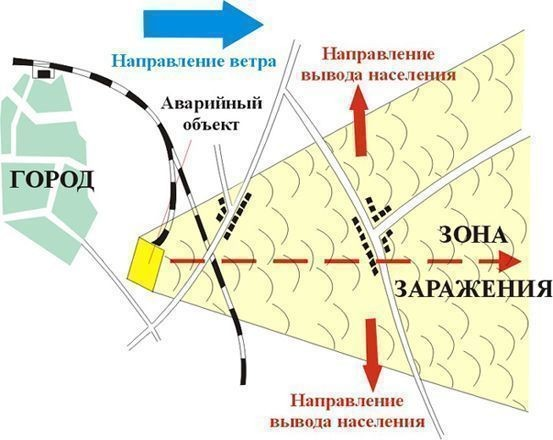 Направление ветра
Направление
вывода населения
Аварийный
объект
ГОРОД
ЗОНА
ЗАРАЖЕНИЯ
Направление
вывода населения